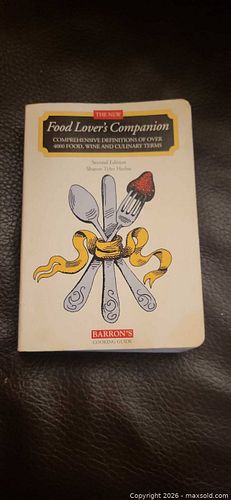 THE NEW
Food Lover's Companion
COMPREHENSIVE DEFINITIONS OF OVER
4000 FOOD, WINE AND CULINARY TERMS
Second Edition
Sharon Tyler Herbst
BARRON'S
COOKING GUIDE
Copyright 2026 - maxsold.com